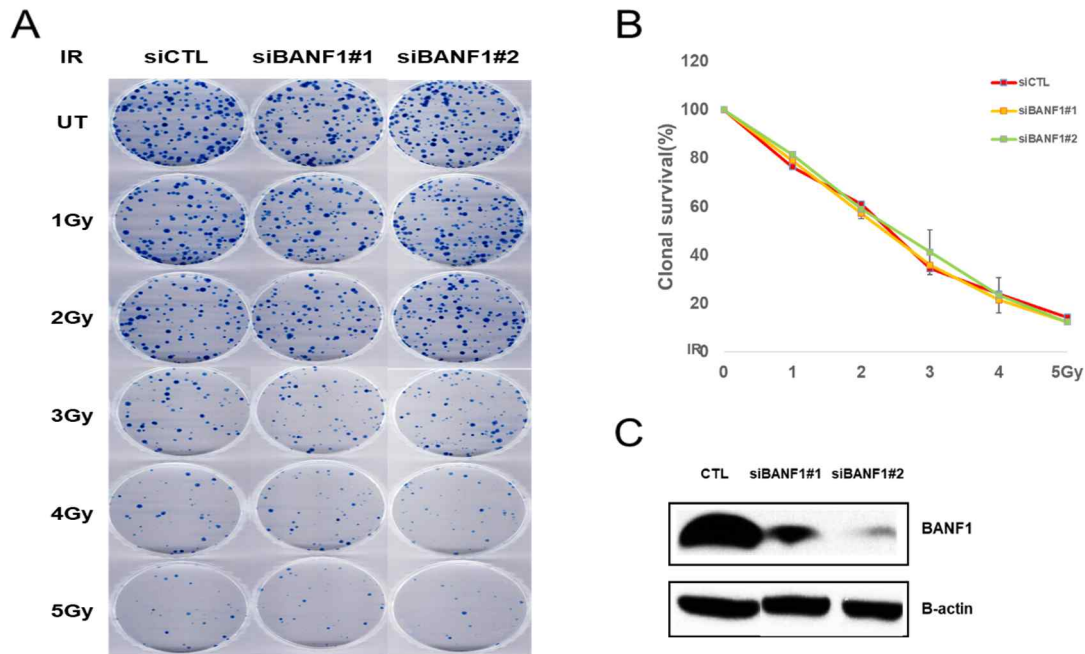 A
IR siCTL siBANF1#1 siBANF1#2
UT
1Gy
2Gy
3Gy
4Gy
5Gy
B
120
100
80
60
40
20
0
Clonal survival(%)
IR
0 1 2 3 4 5Gy
siCTL
siBANF1#1
siBANF1#2
C
CTL siBANF1#1 siBANF1#2
BANF1
B-actin